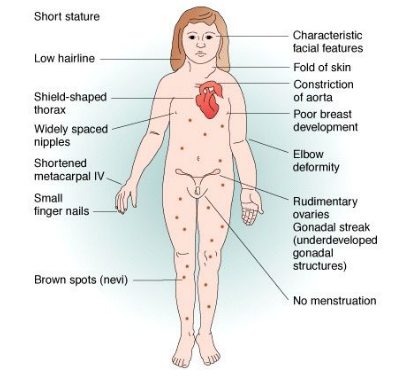 Short stature
Low hairline
Shield-shaped
thorax
Widely spaced
nipples
Shortened
metacarpal IV
Small
finger nails
Brown spots (nevi)
Characteristic
facial features
Fold of skin
Constriction
of aorta
Poor breast
development
Elbow
deformity
Rudimentary
ovaries
Gonadal streak
(underdeveloped
gonadal
structures)
No menstruation